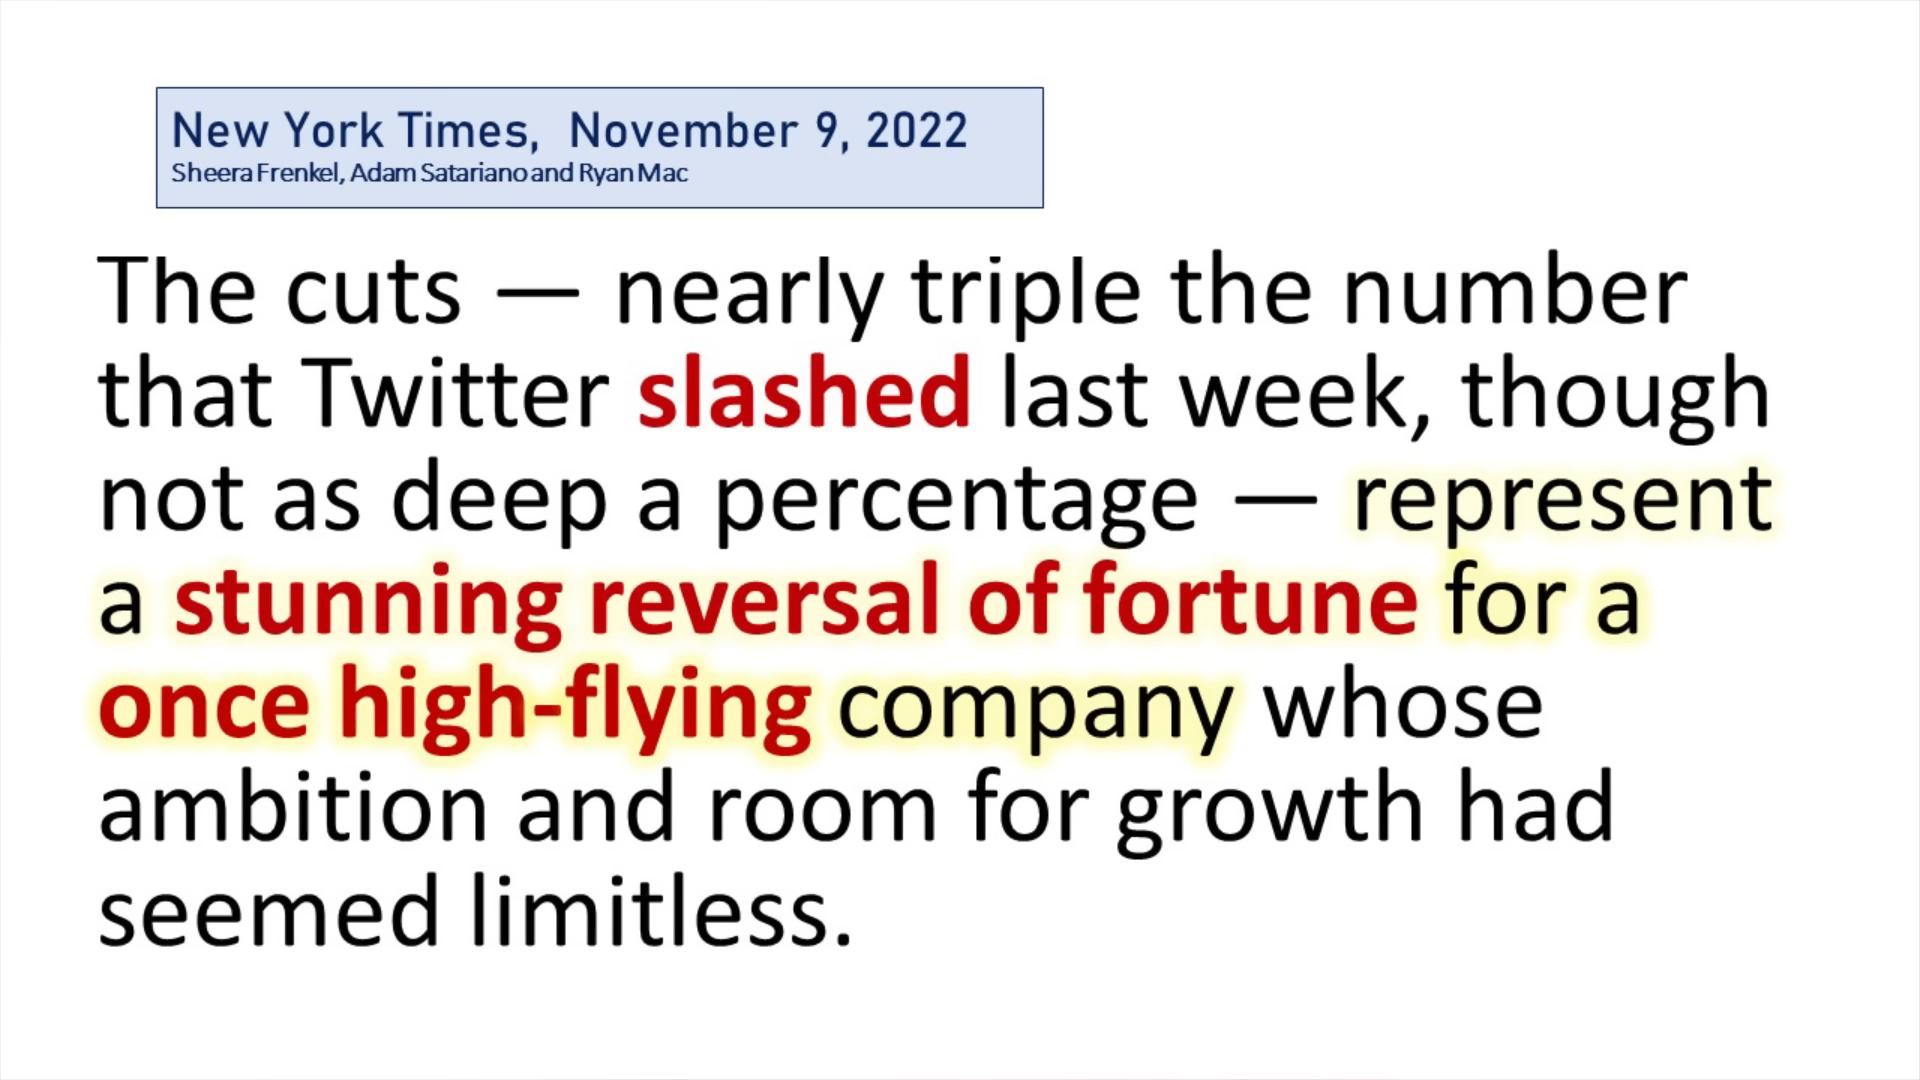 New York Times, November 9, 2022
Sheera Frenkel, Adam Satariano and Ryan Mac
The cuts — nearly triple the number
that Twitter slashed last week, though
not as deep a percentage — represent
a stunning reversal of fortune for a
once high-flying company whose
ambition and room for growth had
seemed limitless.